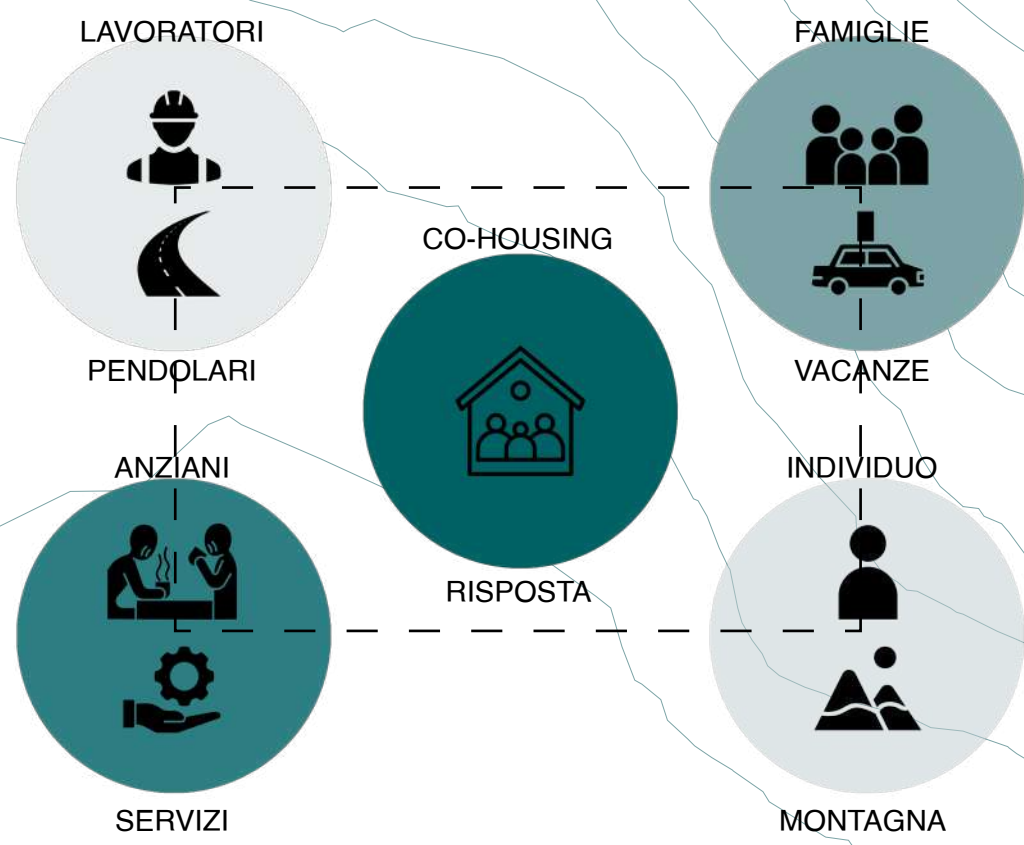 LAVORATORI
FAMIGLIE
CO-HOUSING
PENDOLARI
VACANZE
ANZIANI
INDIVIDUO
RISPOSTA
SERVIZI
MONTAGNA